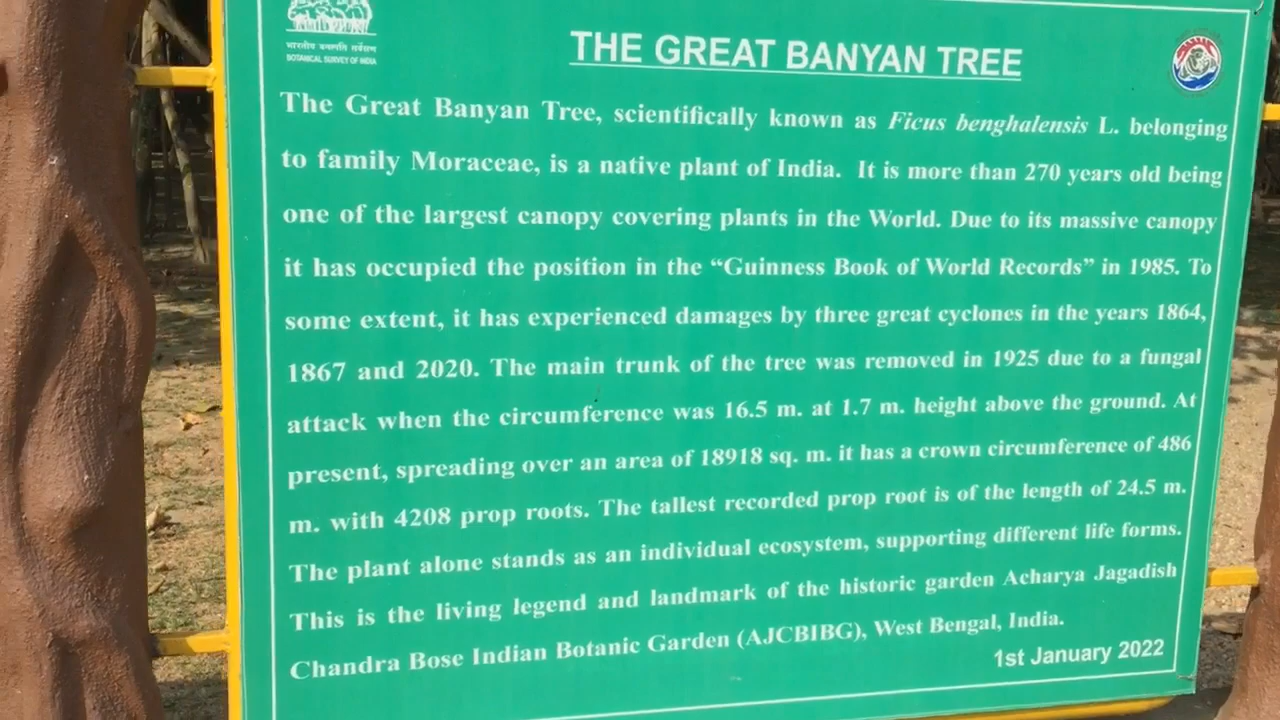 भारतीय वनस्पति सर्वेक्षण
BOTANICAL SURVEY OF INDIA
THE GREAT BANYAN TREE
The Great Banyan Tree, scientifically known as Ficus benghalensis L. belonging
to family Moraceae, is a native plant of India. It is more than 270 years old being
one of the largest canopy covering plants in the World. Due to its massive canopy
it has occupied the position in the “Guinness Book of World Records” in 1985. To
some extent, it has experienced damages by three great cyclones in the years 1864,
1867 and 2020. The main trunk of the tree was removed in 1925 due to a fungal
attack when the circumference was 16.5 m. at 1.7 m. height above the ground. At
present, spreading over an area of 18918 sq. m. it has a crown circumference of 486
m. with 4208 prop roots. The tallest recorded prop root is of the length of 24.5 m.
The plant alone stands as an individual ecosystem, supporting different life forms.
This is the living legend and landmark of the historic garden Acharya Jagadish
Chandra Bose Indian Botanic Garden (AJCBIBG), West Bengal, India.
1st January 2022